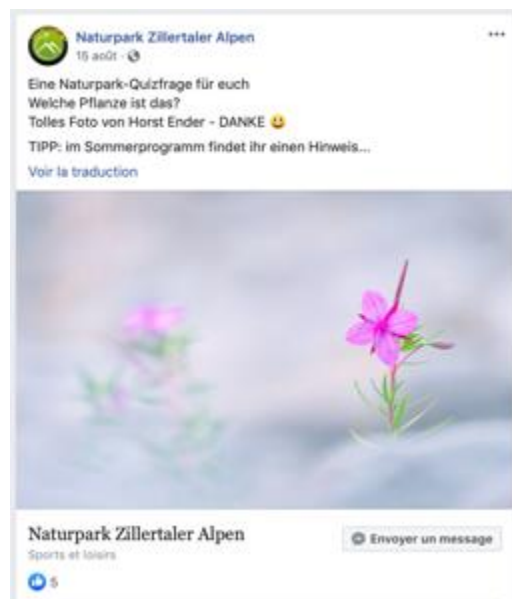 Naturpark Zillertaler Alpen
15 août ·
Eine Naturpark-Quizfrage für euch
Welche Pflanze ist das?
Tolles Foto von Horst Ender - DANKE 😃
TIPP: im Sommerprogramm findet ihr einen Hinweis...
Voir la traduction
Naturpark Zillertaler Alpen
Envoyer un message
Sports et loisirs
5